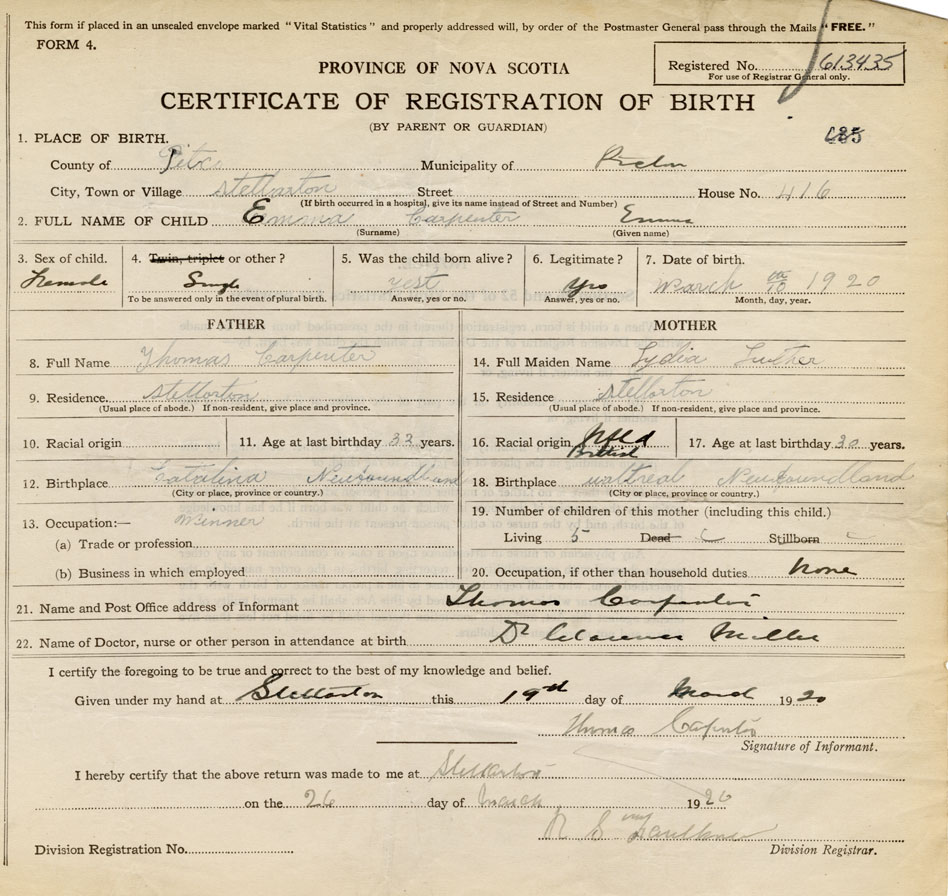 This form if placed in an unsealed envelope marked "Vital Statistics" and properly addressed will, by order of the Postmaster General pass through the Mails "FREE."
FORM 4.
Registered No. 613435
For use of Registrar General only.
PROVINCE OF NOVA SCOTIA
CERTIFICATE OF REGISTRATION OF BIRTH
(BY PARENT OR GUARDIAN)
1. PLACE OF BIRTH.
County of Municipality of
City, Town or Village Stellarton Street House No. 416
(If birth occurred in a hospital, give its name instead of Street and Number)
2. FULL NAME OF CHILD Emma Carpenter Emma
(Surname) (Given name)
3. Sex of child. 4. Twin, triplet or other? 5. Was the child born alive? 6. Legitimate? 7. Date of birth.
Female Single yest Yes March 10 1920
To be answered only in the event of plural birth. Answer, yes or no. Answer, yes or no. Month, day, year.
FATHER MOTHER
8. Full Name Thomas Carpenter 14. Full Maiden Name Lydia Luther
9. Residence. Stellorton 15. Residence Stellorton
(Usual place of abode.) If non-resident, give place and province. (Usual place of abode.) If non-resident, give place and province.
10. Racial origin 11. Age at last birthday 32 years. 16. Racial origin Nfld British 17. Age at last birthday 30 years.
12. Birthplace Catalina Newfoundland 18. Birthplace Newfoundland
(City or place, province or country.) (City or place, province or country.)
13. Occupation:— Minner 19. Number of children of this mother (including this child.)
(a) Trade or profession Living 5 Dead Stillborn
(b) Business in which employed 20. Occupation, if other than household duties None
21. Name and Post Office address of Informant Thomas Carpenter
22. Name of Doctor, nurse or other person in attendance at birth Dr Clarence Miller
I certify the foregoing to be true and correct to the best of my knowledge and belief.
Given under my hand at Stellarton this 19th day of March 1920
Thomas Carpenter
Signature of Informant.
I hereby certify that the above return was made to me at Stellarton
on the 26 day of March 1920
Faulkner
Division Registration No. Division Registrar.